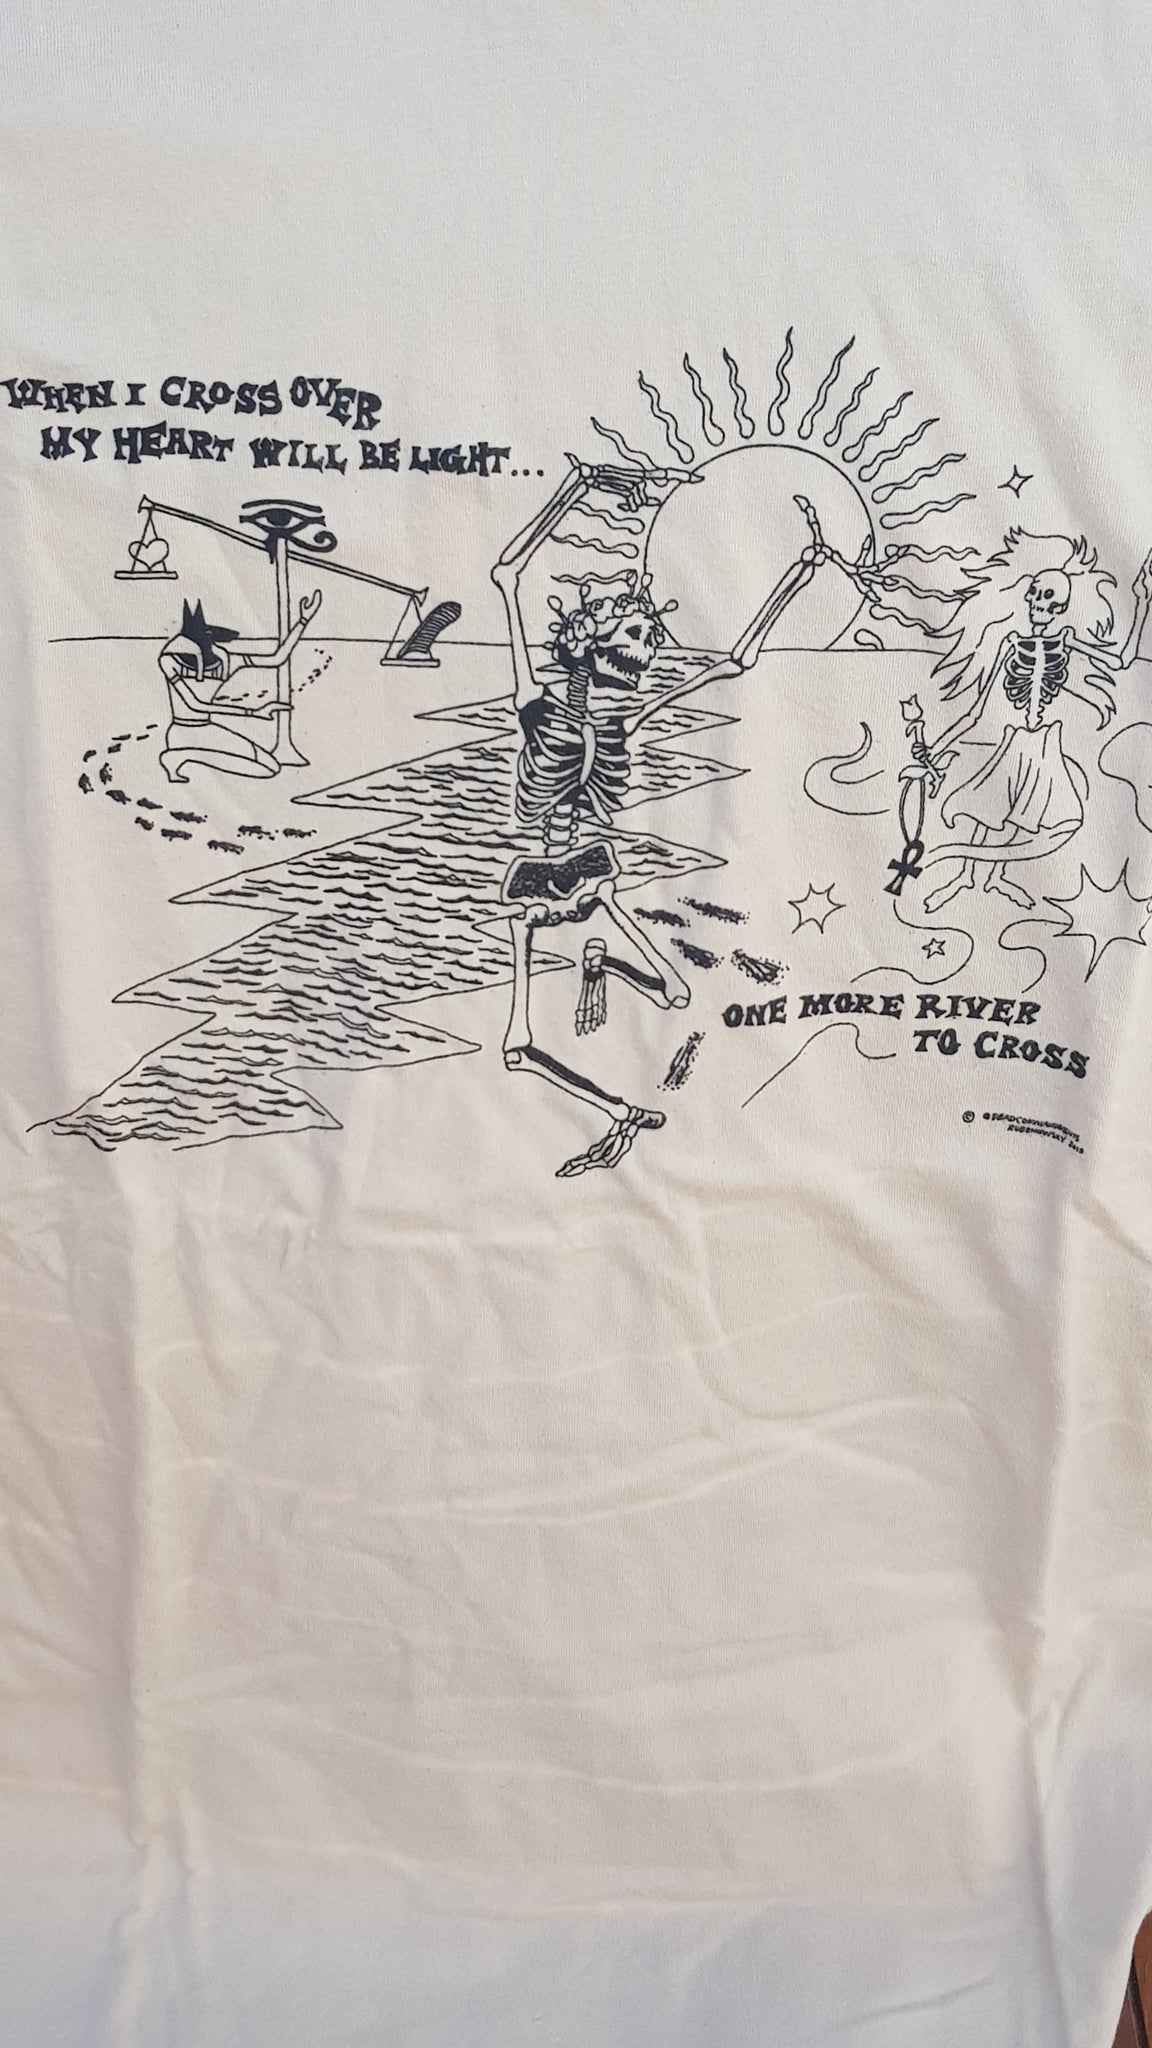 WHEN I CROSS OVER
MY HEART WILL BE LIGHT...
ONE MORE RIVER
TO CROSS
©